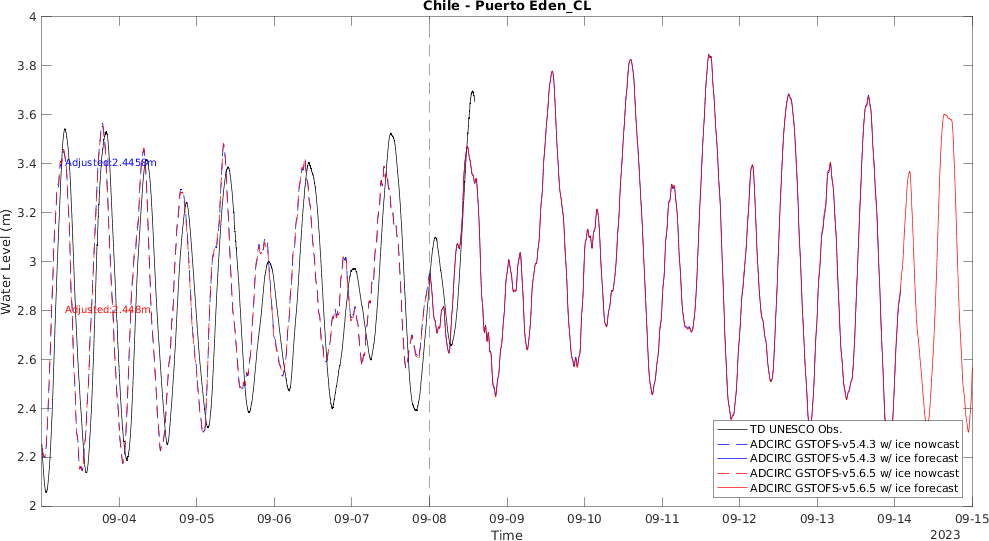 Chile - Puerto Eden_CL
Water Level (m)
4
3.8
3.6
3.4
3.2
3
2.8
2.6
2.4
2.2
2
Adjusted:2.4458m
Adjusted:2.448m
TD UNESCO Obs.
ADCIRC GSTOFS-v5.4.3 w/ ice nowcast
ADCIRC GSTOFS-v5.4.3 w/ ice forecast
ADCIRC GSTOFS-v5.6.5 w/ ice nowcast
ADCIRC GSTOFS-v5.6.5 w/ ice forecast
09-04 09-05 09-06 09-07 09-08 09-09 09-10 09-11 09-12 09-13 09-14 09-15
Time
2023